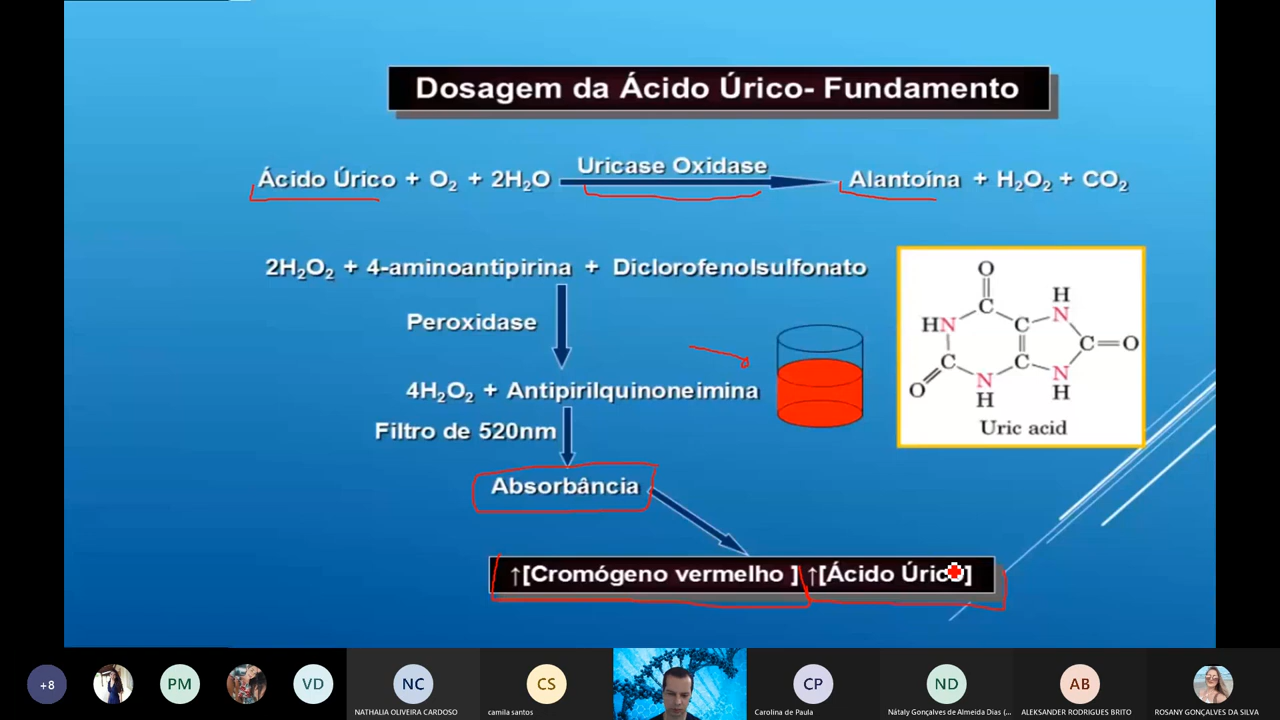 Dosagem da Ácido Úrico- Fundamento
Uricase Oxidase
Ácido Úrico + O₂ + 2H₂O
Alantoína + H₂O₂ + CO₂
2H₂O₂ + 4-aminoantipirina + Diclorofenolsulfonato
Peroxidase
4H₂O₂ + Antipirilquinoneimina
Filtro de 520nm
Absorbância
↑[Cromógeno vermelho ] ↑[Ácido Úrico]
O
H
HN
C
C
N
C
O
C
C
O
N
N
H
H
Uric acid
+8
PM
VD
NC
CS
CP
ND
AB
NATHALIA OLIVEIRA CARDOSO
camila santos
Carolina de Paula
Nátaly Gonçalves de Almeida Dias (...
ALEKSANDER RODRIGUES BRITO
ROSANY GONÇALVES DA SILVA